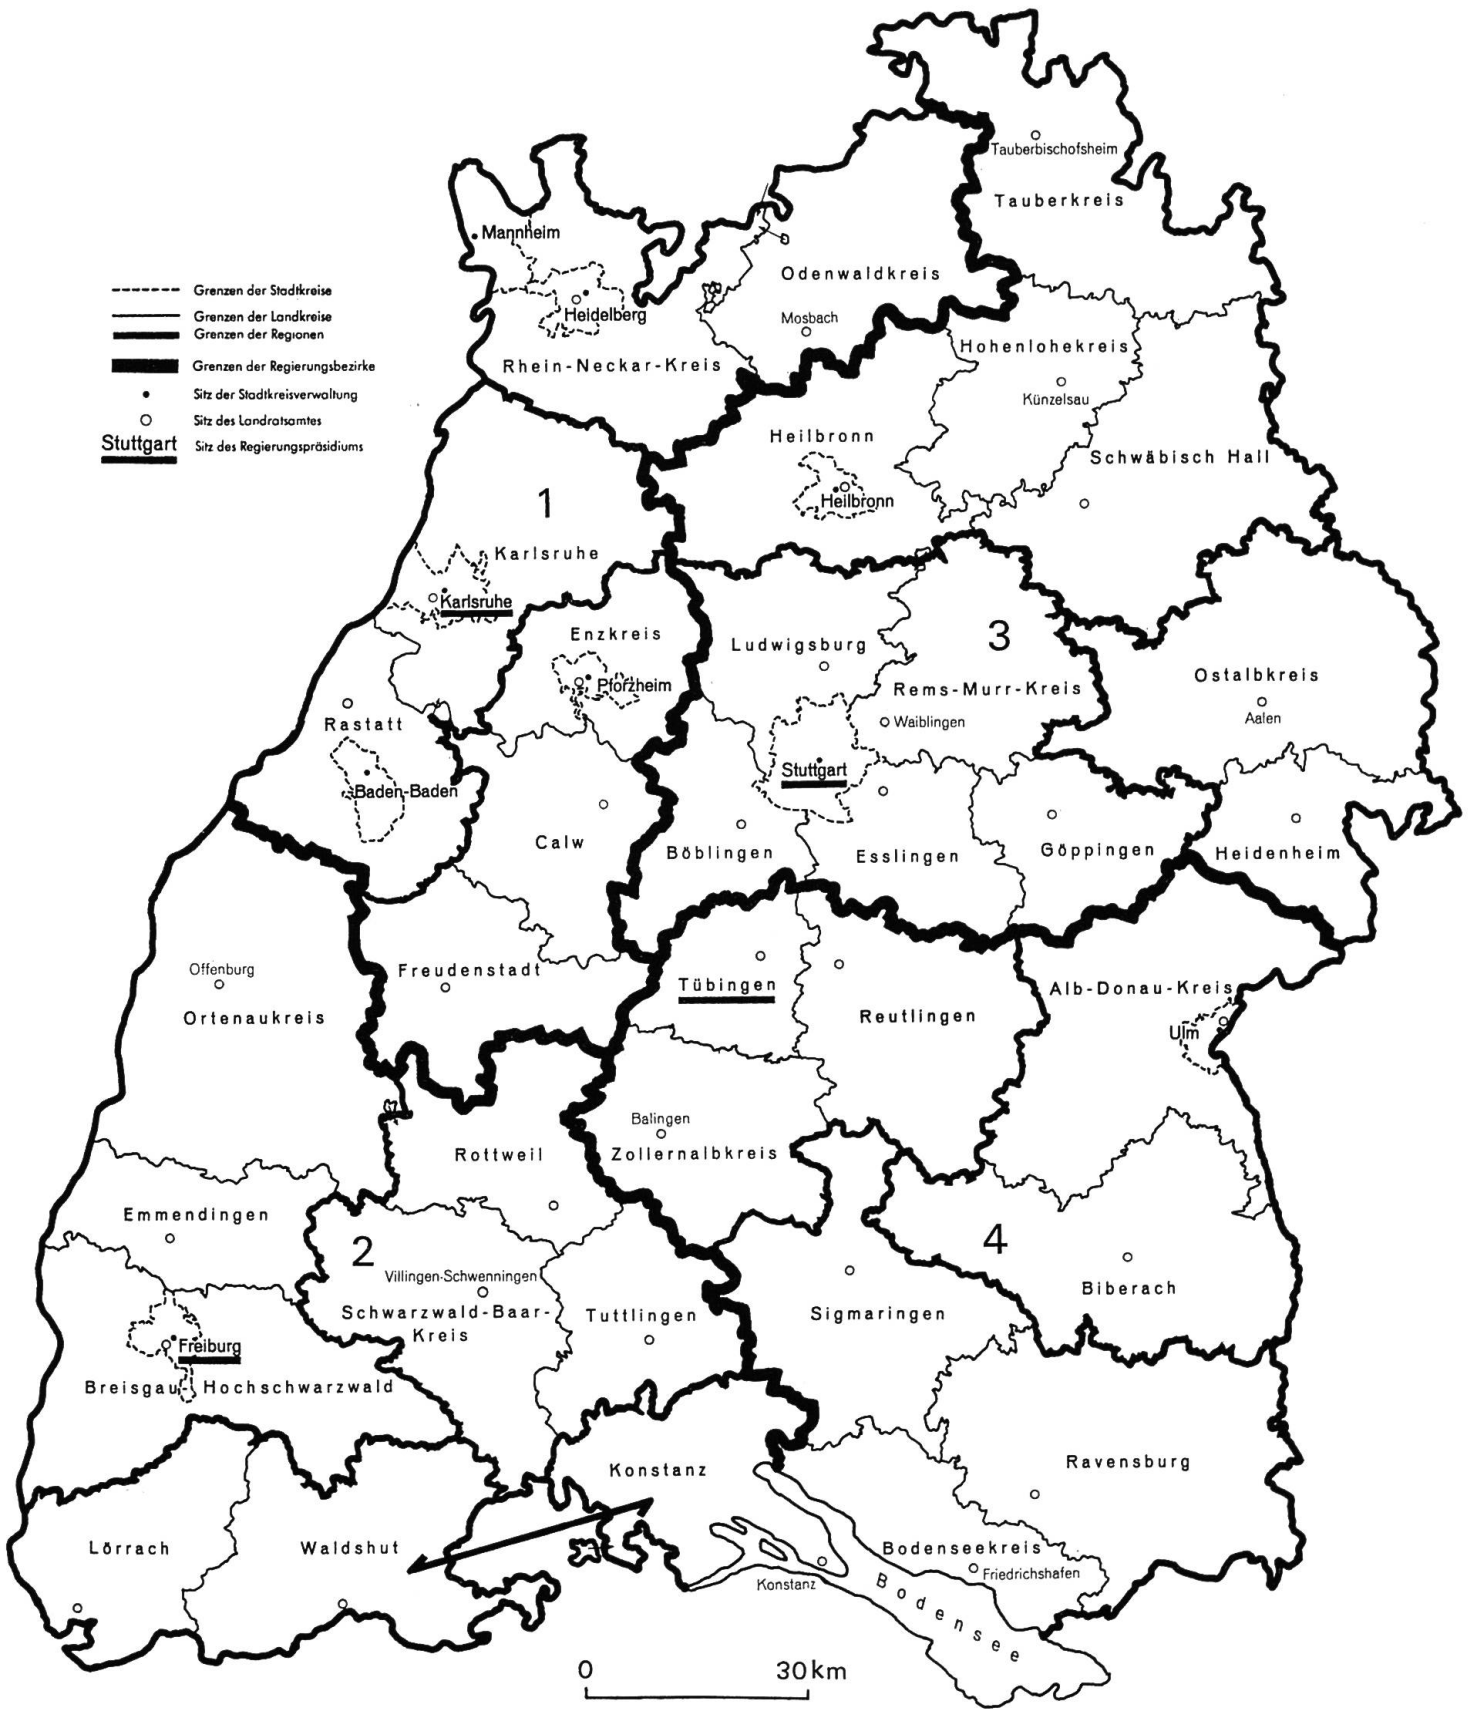 Tauberbischofsheim
Tauberkreis
Mannheim
Odenwaldkreis
Grenzen der Stadtkreise
Heidelberg
Grenzen der Landkreise
Mosbach
Grenzen der Regionen
Hohenlohekreis
Grenzen der Regierungsbezirke
Rhein-Neckar-Kreis
Sitz der Stadtkreisverwaltung
Künzelsau
Sitz des Landratsamtes
Heilbronn
Stuttgart Sitz des Regierungspräsidiums
Schwäbisch Hall
1
Heilbronn
Karlsruhe
Karlsruhe
Enzkreis
3
Ludwigsburg
Ostalbkreis
Pforzheim
Rems-Murr-Kreis
Rastatt
Waiblingen
Aalen
Stuttgart
Baden-Baden
Calw
Böblingen
Esslingen
Göppingen
Heidenheim
Offenburg
Freudenstadt
Tübingen
Alb-Donau-Kreis
Ortenaukreis
Reutlingen
Ulm
Balingen
Rottweil
Zollernalbkreis
Emmendingen
2
4
Villingen-Schwenningen
Biberach
Schwarzwald-Baar-
Kreis
Tuttlingen
Sigmaringen
Freiburg
Breisgau-Hochschwarzwald
Konstanz
Ravensburg
Lörrach
Waldshut
Bodenseekreis
Friedrichshafen
Konstanz
Bodensee
0 30km